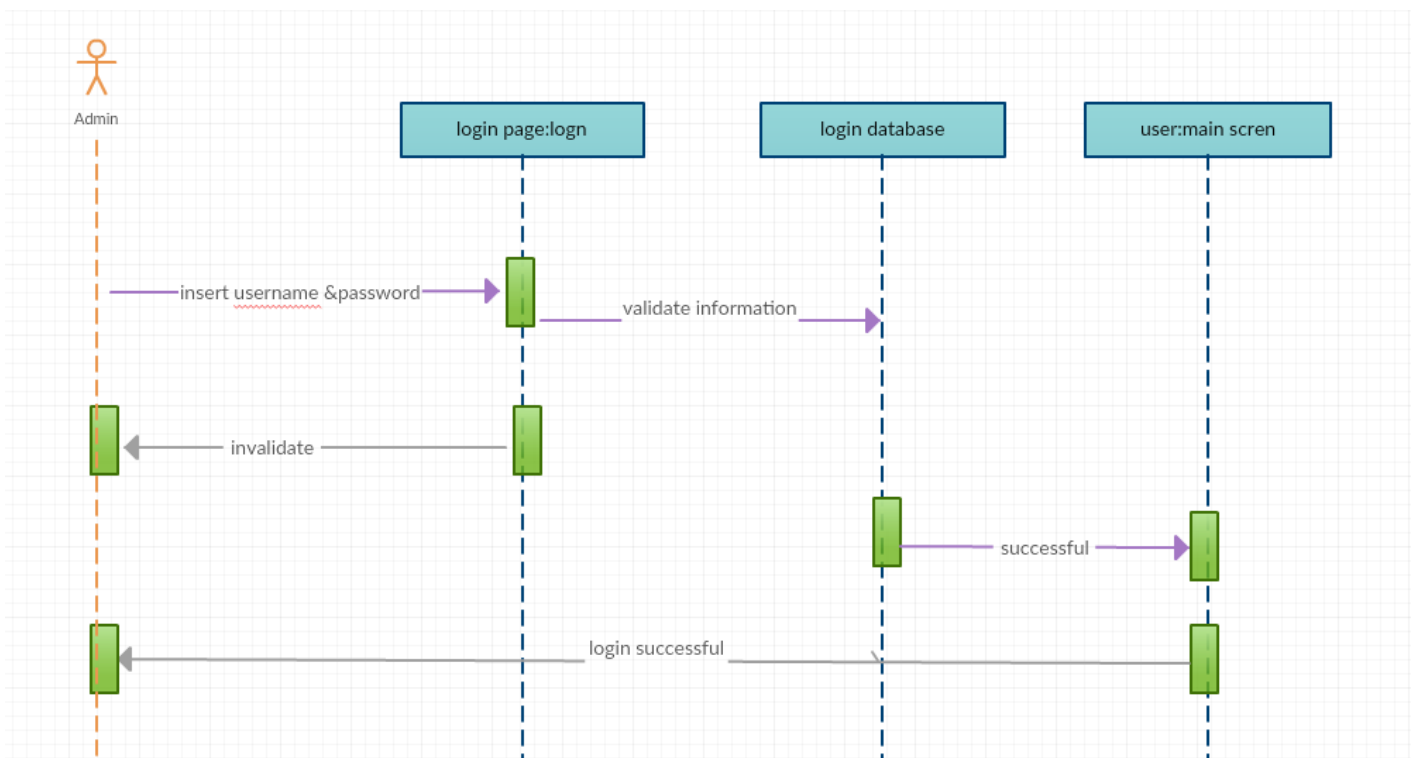 Admin
login page:logn
login database
user:main scren
insert username &password
validate information
invalidate
successful
login successful